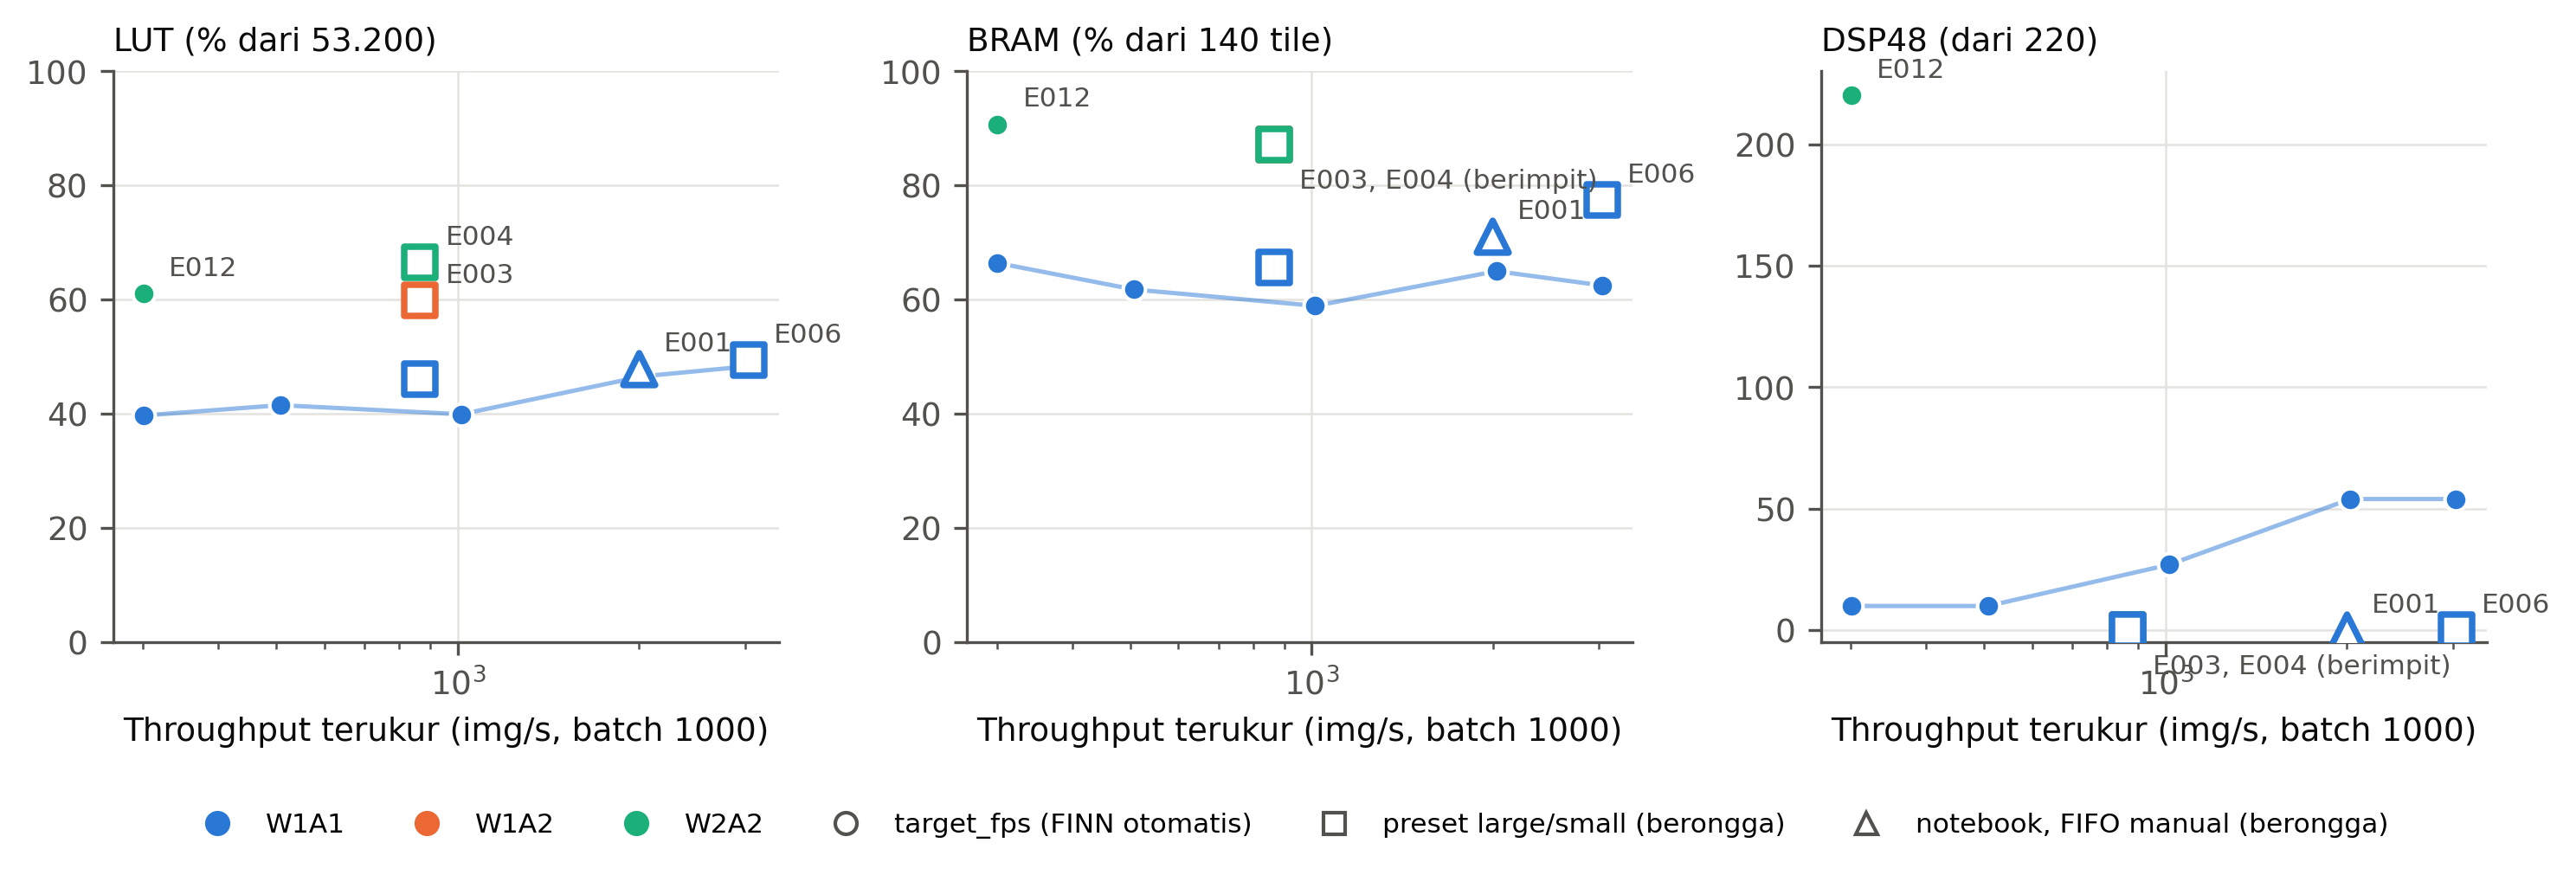 LUT (% dari 53.200)
100
80
60
40
20
0
E012
E004
E003
E001
E006
10³
Throughput terukur (img/s, batch 1000)
BRAM (% dari 140 tile)
100
80
60
40
20
0
E012
E003, E004 (berimpit)
E006
E001
10³
Throughput terukur (img/s, batch 1000)
DSP48 (dari 220)
E012
200
150
100
50
0
E001
E006
E003, E004 (berimpit)
10³
Throughput terukur (img/s, batch 1000)
W1A1
W1A2
W2A2
target_fps (FINN otomatis)
preset large/small (berongga)
notebook, FIFO manual (berongga)